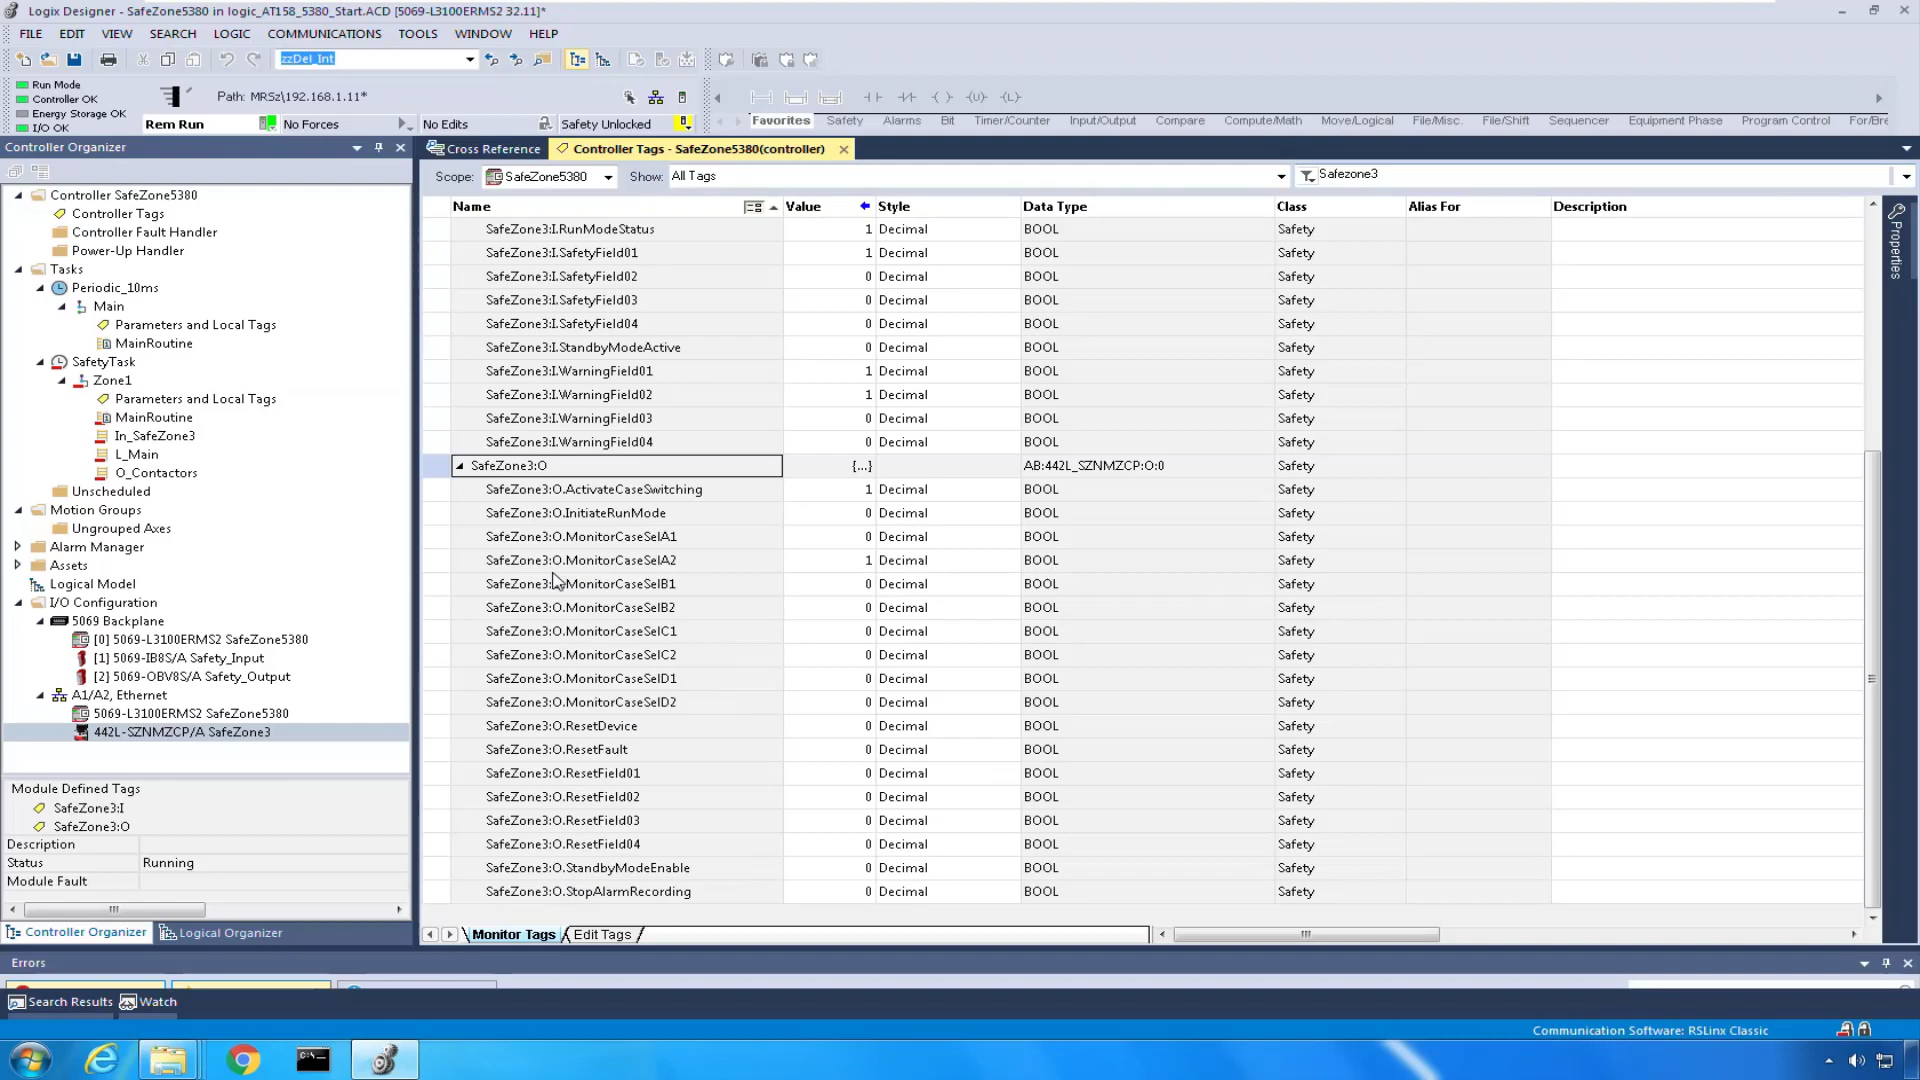 Logix Designer - SafeZone5380 in logic_AT158_5380_Start.ACD [5069-L3100ERMS2 32.11]*
FILE EDIT VIEW SEARCH LOGIC COMMUNICATIONS TOOLS WINDOW HELP
zzDel_Int
Run Mode
Controller OK
Energy Storage OK
I/O OK
Path: MRSz\192.168.1.11*
Rem Run No Forces No Edits Safety Unlocked
Favorites Safety Alarms Bit Timer/Counter Input/Output Compare Compute/Math Move/Logical File/Misc. File/Shift Sequencer Equipment Phase Program Control For/Bre
Controller Organizer
Controller SafeZone5380
Controller Tags
Controller Fault Handler
Power-Up Handler
Tasks
Periodic_10ms
Main
Parameters and Local Tags
MainRoutine
SafetyTask
Zone1
Parameters and Local Tags
MainRoutine
In_SafeZone3
L_Main
O_Contactors
Unscheduled
Motion Groups
Ungrouped Axes
Alarm Manager
Assets
Logical Model
I/O Configuration
5069 Backplane
[0] 5069-L3100ERMS2 SafeZone5380
[1] 5069-IB8S/A Safety_Input
[2] 5069-OBV8S/A Safety_Output
A1/A2, Ethernet
5069-L3100ERMS2 SafeZone5380
442L-SZNMZCP/A SafeZone3
Module Defined Tags
SafeZone3:I
SafeZone3:O
Description
Status Running
Module Fault
Controller Organizer Logical Organizer
Cross Reference Controller Tags - SafeZone5380(controller)
Scope: SafeZone5380 Show: All Tags Safezone3
Name Value Style Data Type Class Alias For Description
SafeZone3:I.RunModeStatus 1 Decimal BOOL Safety
SafeZone3:I.SafetyField01 1 Decimal BOOL Safety
SafeZone3:I.SafetyField02 0 Decimal BOOL Safety
SafeZone3:I.SafetyField03 0 Decimal BOOL Safety
SafeZone3:I.SafetyField04 0 Decimal BOOL Safety
SafeZone3:I.StandbyModeActive 0 Decimal BOOL Safety
SafeZone3:I.WarningField01 1 Decimal BOOL Safety
SafeZone3:I.WarningField02 1 Decimal BOOL Safety
SafeZone3:I.WarningField03 0 Decimal BOOL Safety
SafeZone3:I.WarningField04 0 Decimal BOOL Safety
SafeZone3:O {...} AB:442L_SZNMZCP:O:0 Safety
SafeZone3:O.ActivateCaseSwitching 1 Decimal BOOL Safety
SafeZone3:O.InitiateRunMode 0 Decimal BOOL Safety
SafeZone3:O.MonitorCaseSelA1 0 Decimal BOOL Safety
SafeZone3:O.MonitorCaseSelA2 1 Decimal BOOL Safety
SafeZone3:O.MonitorCaseSelB1 0 Decimal BOOL Safety
SafeZone3:O.MonitorCaseSelB2 0 Decimal BOOL Safety
SafeZone3:O.MonitorCaseSelC1 0 Decimal BOOL Safety
SafeZone3:O.MonitorCaseSelC2 0 Decimal BOOL Safety
SafeZone3:O.MonitorCaseSelD1 0 Decimal BOOL Safety
SafeZone3:O.MonitorCaseSelD2 0 Decimal BOOL Safety
SafeZone3:O.ResetDevice 0 Decimal BOOL Safety
SafeZone3:O.ResetFault 0 Decimal BOOL Safety
SafeZone3:O.ResetField01 0 Decimal BOOL Safety
SafeZone3:O.ResetField02 0 Decimal BOOL Safety
SafeZone3:O.ResetField03 0 Decimal BOOL Safety
SafeZone3:O.ResetField04 0 Decimal BOOL Safety
SafeZone3:O.StandbyModeEnable 0 Decimal BOOL Safety
SafeZone3:O.StopAlarmRecording 0 Decimal BOOL Safety
Monitor Tags Edit Tags
Properties
Errors
Search Results Watch
Communication Software: RSLinx Classic